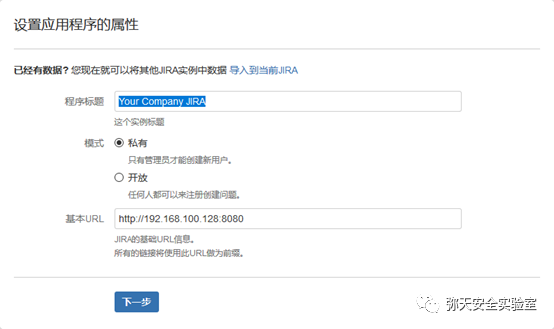 设置应用程序的属性
已经有数据? 您现在就可以将其他JIRA实例中数据 导入到当前JIRA
程序标题 Your Company JIRA
这个实例标题
模式 私有
只有管理员才能创建新用户。
开放
任何人都可以来注册创建问题。
基本URL http://192.168.100.128:8080
JIRA的基础URL信息。
所有的链接将使用此URL做为前缀。
下一步
弥天安全实验室